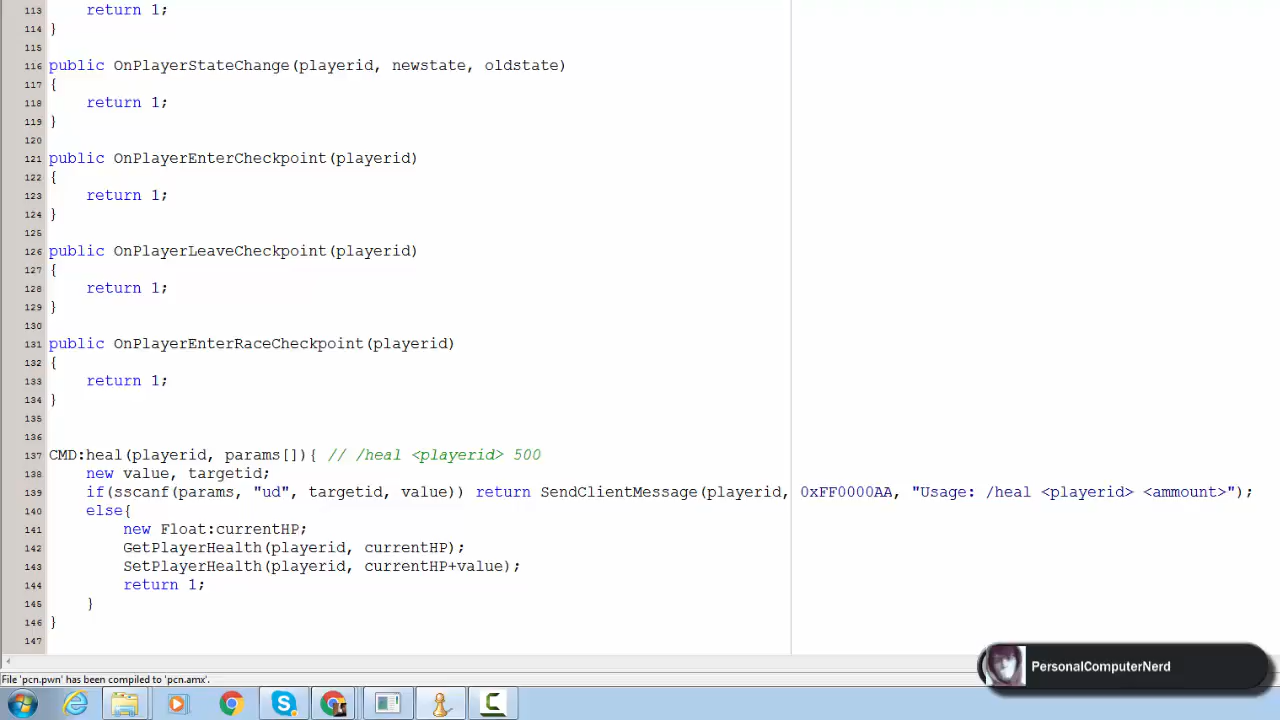 113 return 1;
114 }
115
116 public OnPlayerStateChange(playerid, newstate, oldstate)
117 {
118 return 1;
119 }
120
121 public OnPlayerEnterCheckpoint(playerid)
122 {
123 return 1;
124 }
125
126 public OnPlayerLeaveCheckpoint(playerid)
127 {
128 return 1;
129 }
130
131 public OnPlayerEnterRaceCheckpoint(playerid)
132 {
133 return 1;
134 }
135
136
137 CMD:heal(playerid, params[]){ // /heal <playerid> 500
138 new value, targetid;
139 if(sscanf(params, "ud", targetid, value)) return SendClientMessage(playerid, 0xFF0000AA, "Usage: /heal <playerid> <ammount>");
140 else{
141 new Float:currentHP;
142 GetPlayerHealth(playerid, currentHP);
143 SetPlayerHealth(playerid, currentHP+value);
144 return 1;
145 }
146 }
147
PersonalComputerNerd
File 'pcn.pwn' has been compiled to 'pcn.amx'.